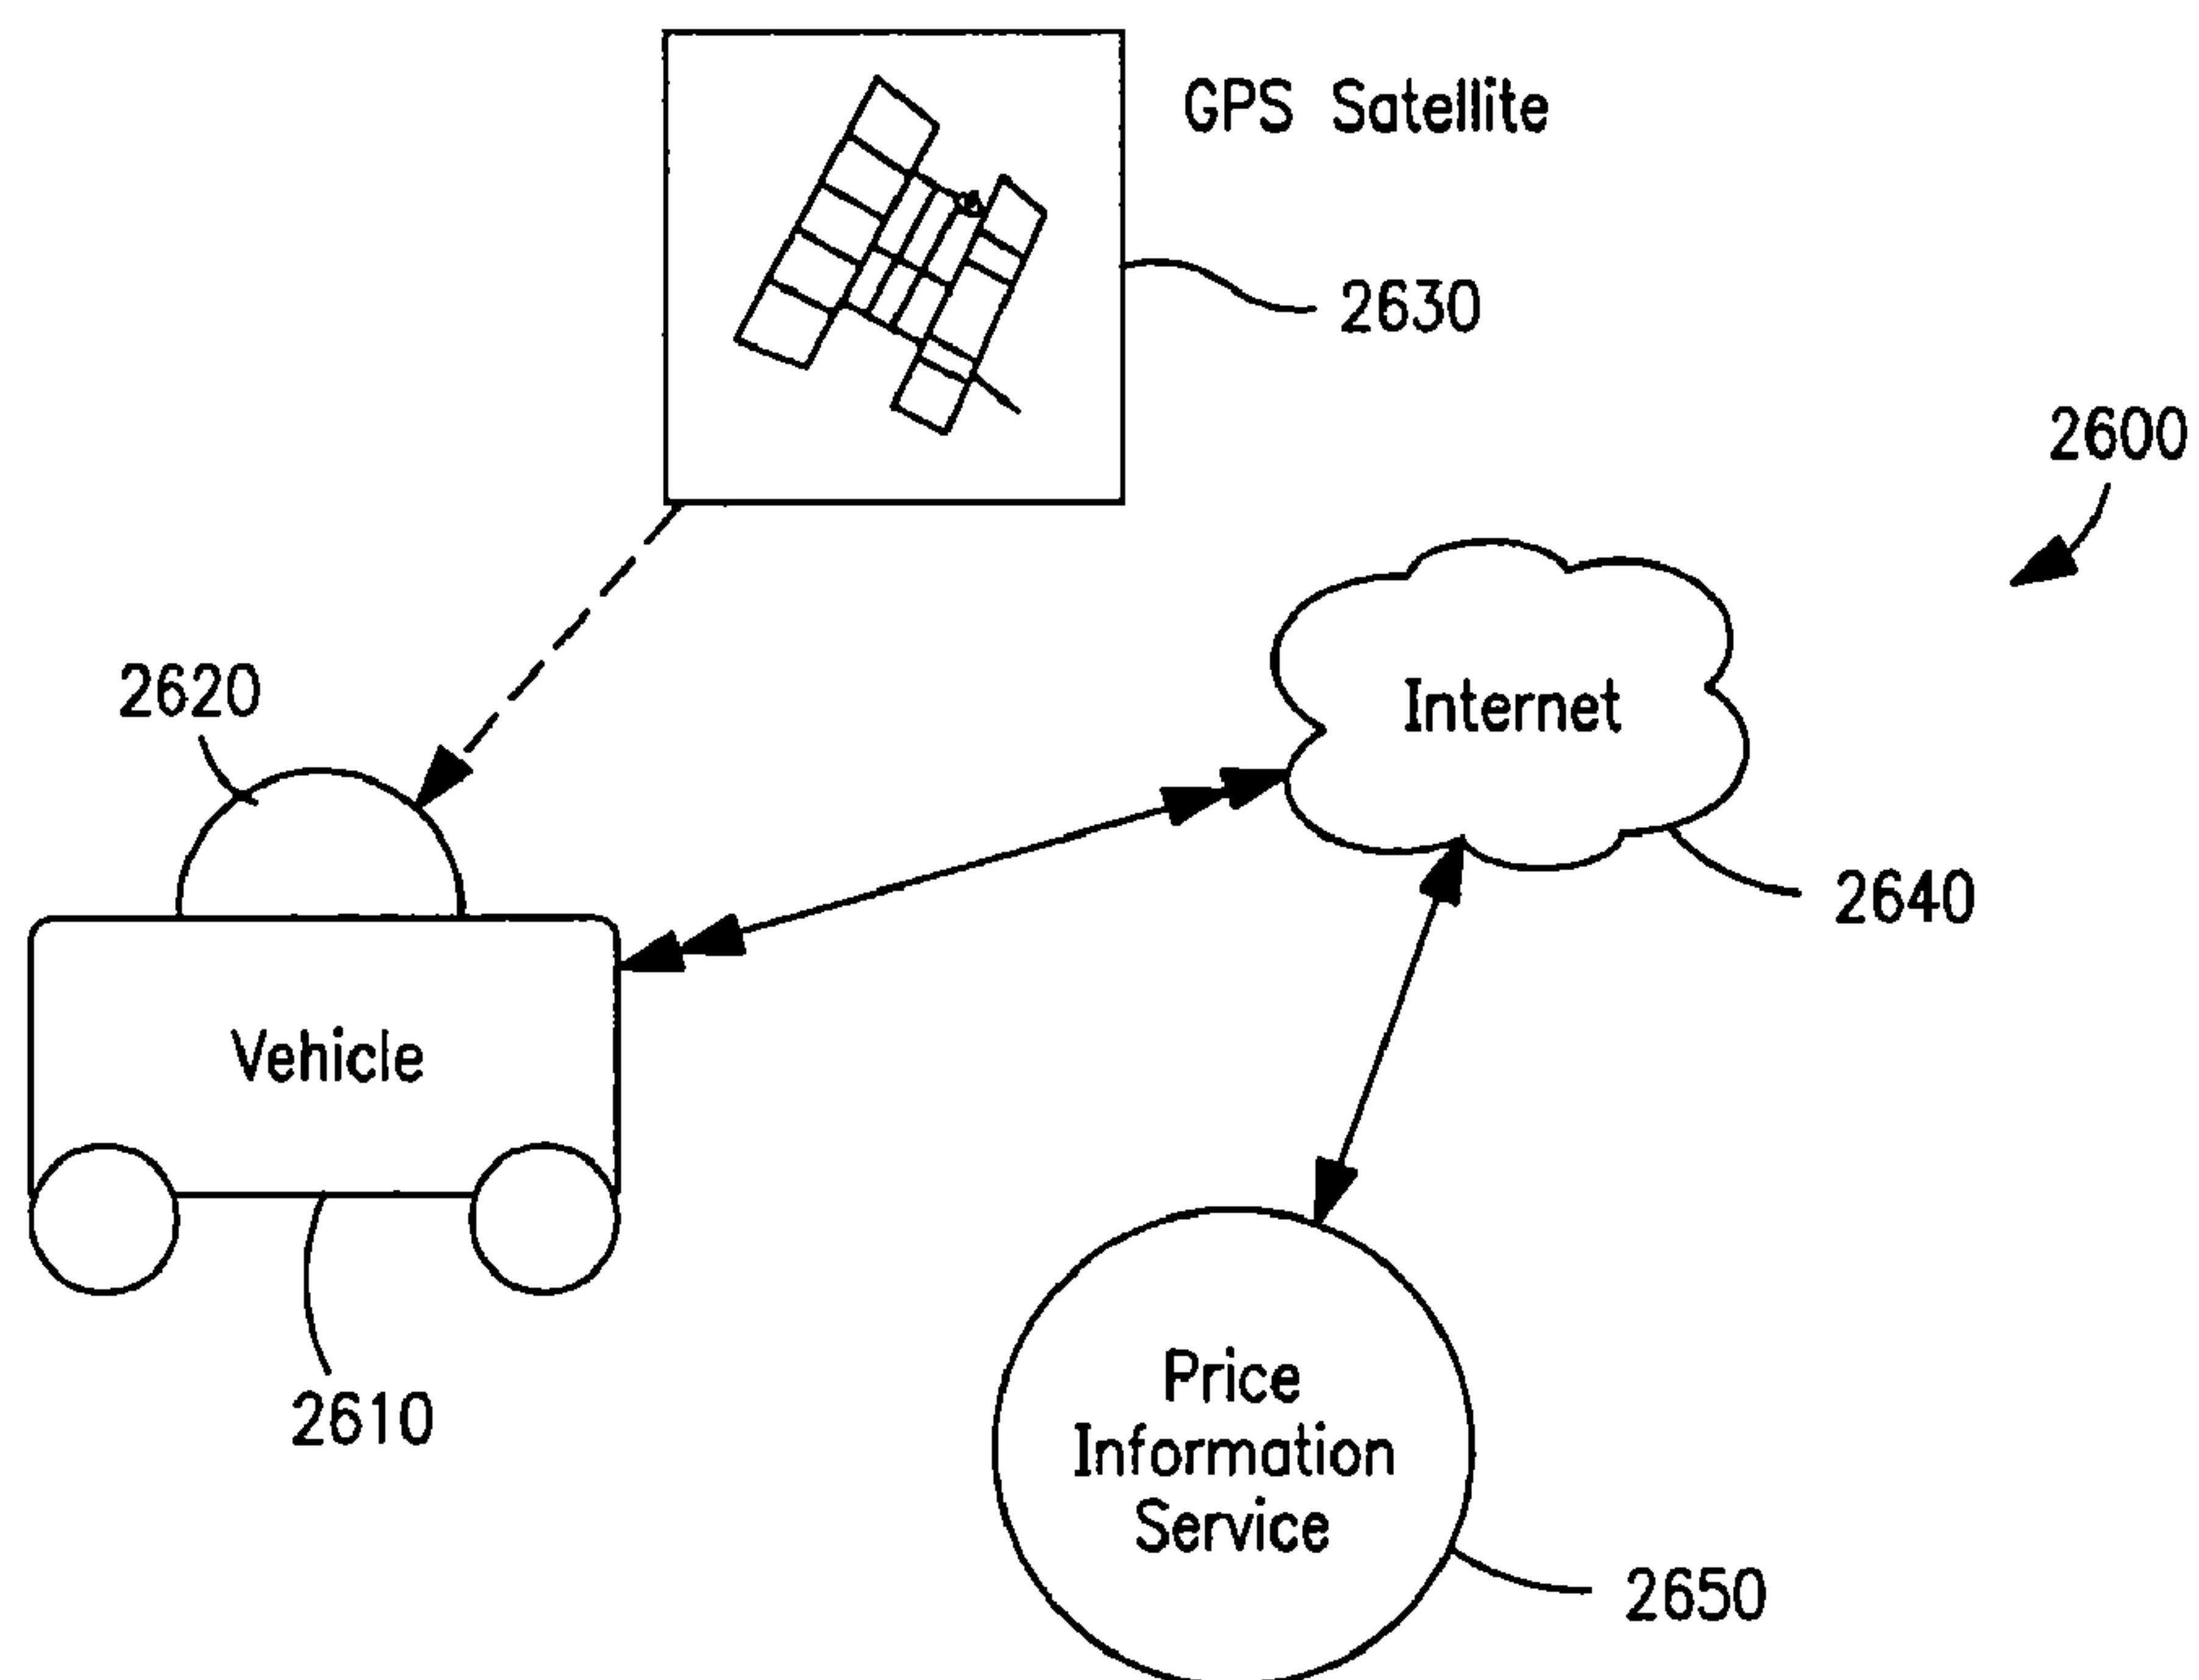 GPS Satellite
2630
2600
2620
Internet
2640
Vehicle
2610
Price
Information
Service
2650